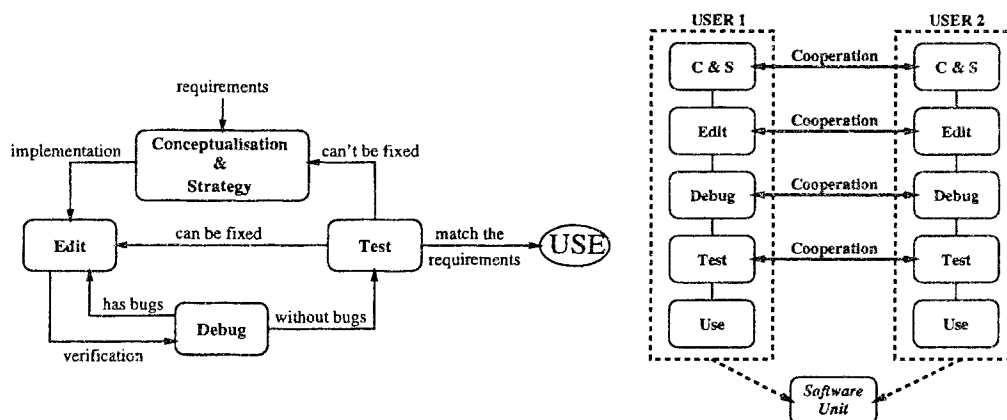 requirements
Conceptualisation
&
Strategy
implementation
can't be fixed
Edit
can be fixed
Test
match the
requirements
USE
has bugs
Debug
without bugs
verification
USER 1
USER 2
C & S
Cooperation
C & S
Edit
Cooperation
Edit
Debug
Cooperation
Debug
Test
Cooperation
Test
Use
Use
Software
Unit